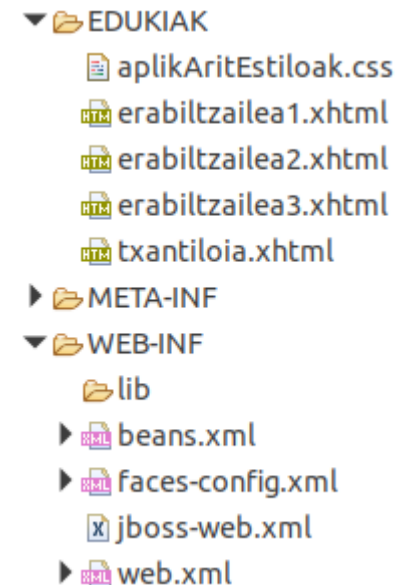 EDUKIAK
aplikAritEstiloak.css
erabiltzailea1.xhtml
erabiltzailea2.xhtml
erabiltzailea3.xhtml
txantiloia.xhtml
META-INF
WEB-INF
lib
beans.xml
faces-config.xml
jboss-web.xml
web.xml